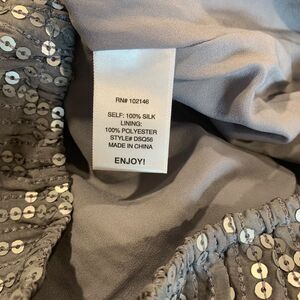 RN# 102146
SELF: 100% SILK
LINING:
100% POLYESTER
STYLE# DSQ56
MADE IN CHINA
ENJOY!